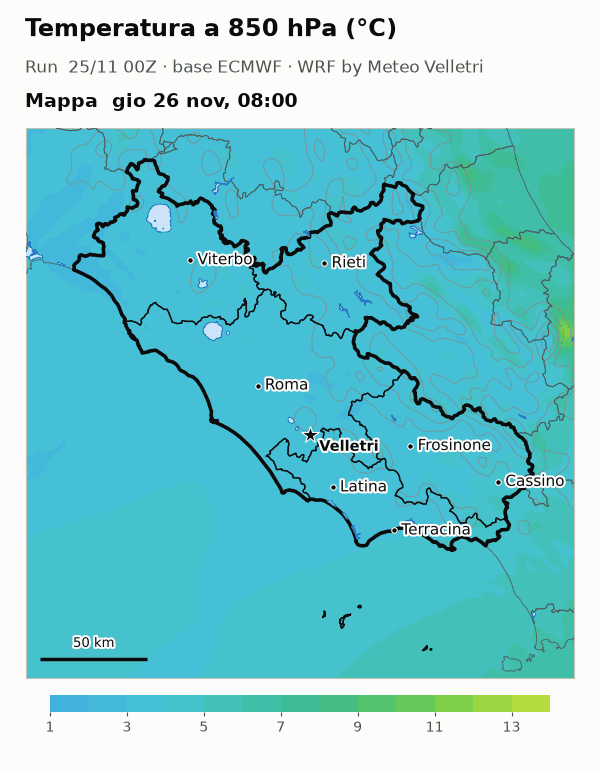 Temperatura a 850 hPa (°C)
Run  25/11 00Z · base ECMWF · WRF by Meteo Velletri
Mappa  gio 26 nov, 08:00
Viterbo
Rieti
Roma
Velletri
Frosinone
Cassino
Latina
Terracina
50 km
1 3 5 7 9 11 13